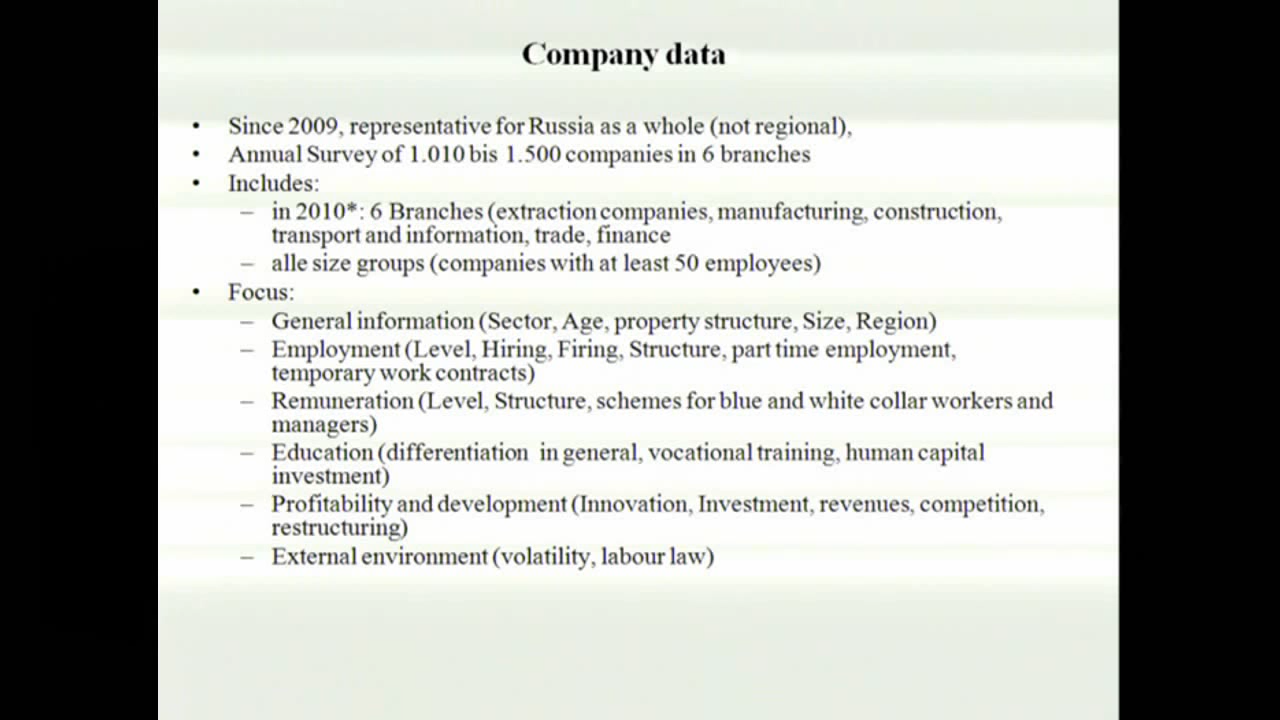 Company data
• Since 2009, representative for Russia as a whole (not regional),
• Annual Survey of 1.010 bis 1.500 companies in 6 branches
• Includes:
– in 2010*: 6 Branches (extraction companies, manufacturing, construction,
transport and information, trade, finance
– alle size groups (companies with at least 50 employees)
• Focus:
– General information (Sector, Age, property structure, Size, Region)
– Employment (Level, Hiring, Firing, Structure, part time employment,
temporary work contracts)
– Remuneration (Level, Structure, schemes for blue and white collar workers and
managers)
– Education (differentiation in general, vocational training, human capital
investment)
– Profitability and development (Innovation, Investment, revenues, competition,
restructuring)
– External environment (volatility, labour law)